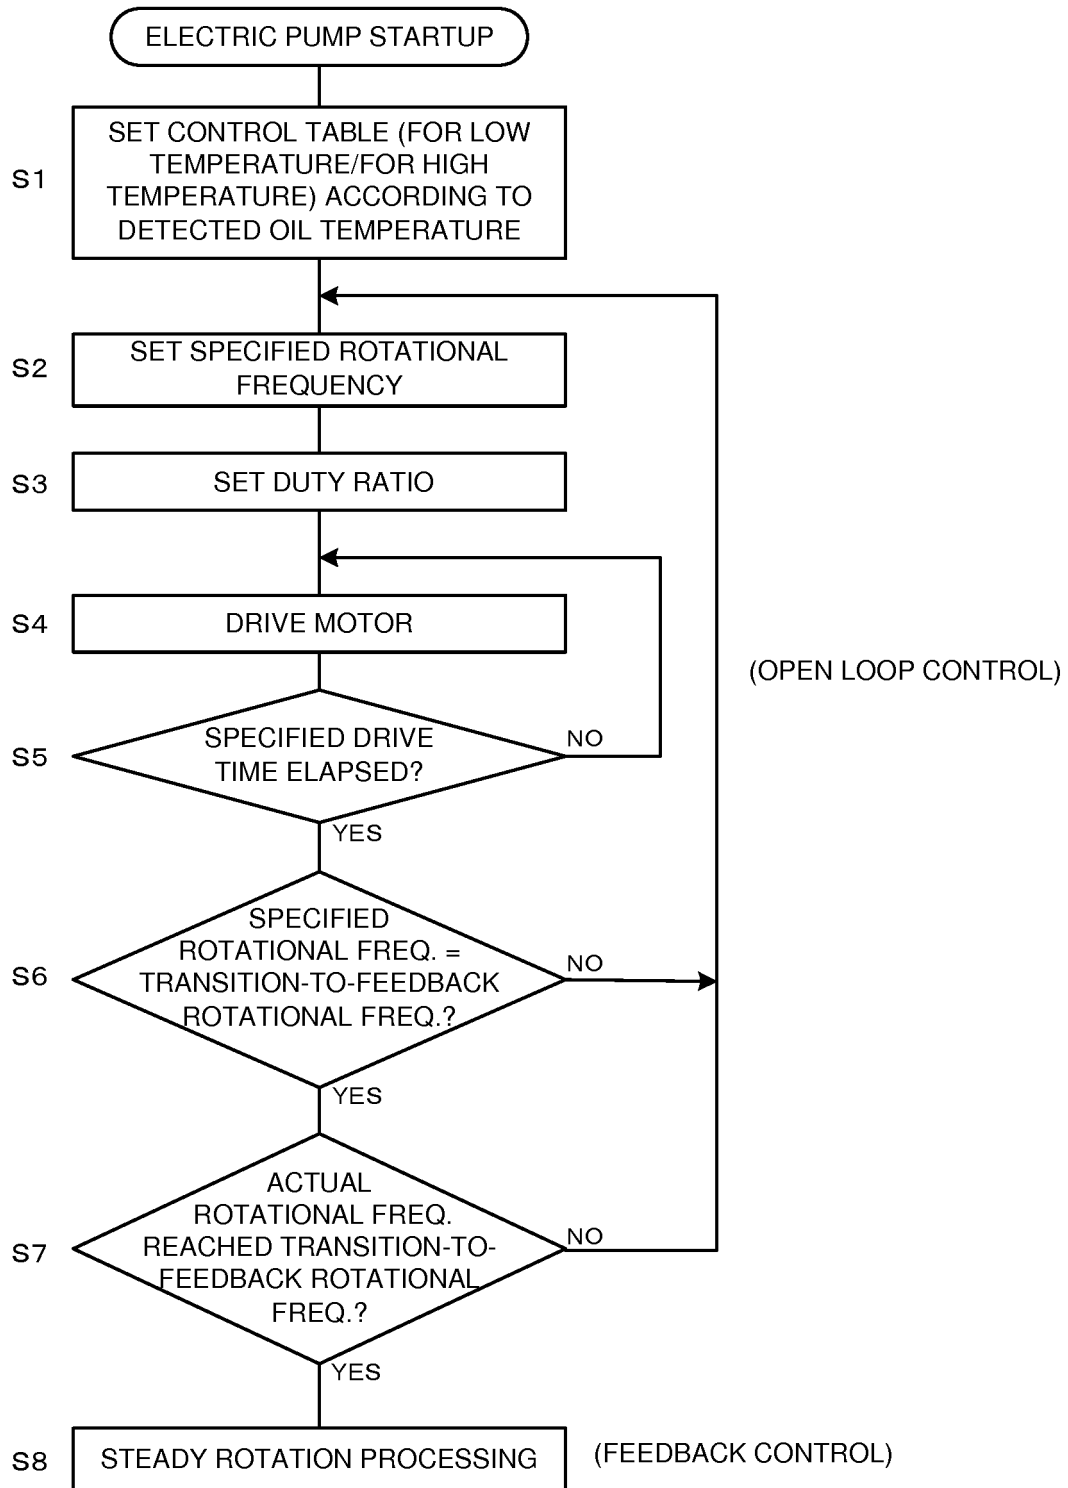 ELECTRIC PUMP STARTUP
S1
SET CONTROL TABLE (FOR LOW
TEMPERATURE/FOR HIGH
TEMPERATURE) ACCORDING TO
DETECTED OIL TEMPERATURE
S2
SET SPECIFIED ROTATIONAL
FREQUENCY
S3
SET DUTY RATIO
S4
DRIVE MOTOR
(OPEN LOOP CONTROL)
S5
SPECIFIED DRIVE
TIME ELAPSED?
NO
YES
S6
SPECIFIED
ROTATIONAL FREQ. =
TRANSITION-TO-FEEDBACK
ROTATIONAL FREQ.?
NO
YES
S7
ACTUAL
ROTATIONAL FREQ.
REACHED TRANSITION-TO-
FEEDBACK ROTATIONAL
FREQ.?
NO
YES
S8
STEADY ROTATION PROCESSING
(FEEDBACK CONTROL)